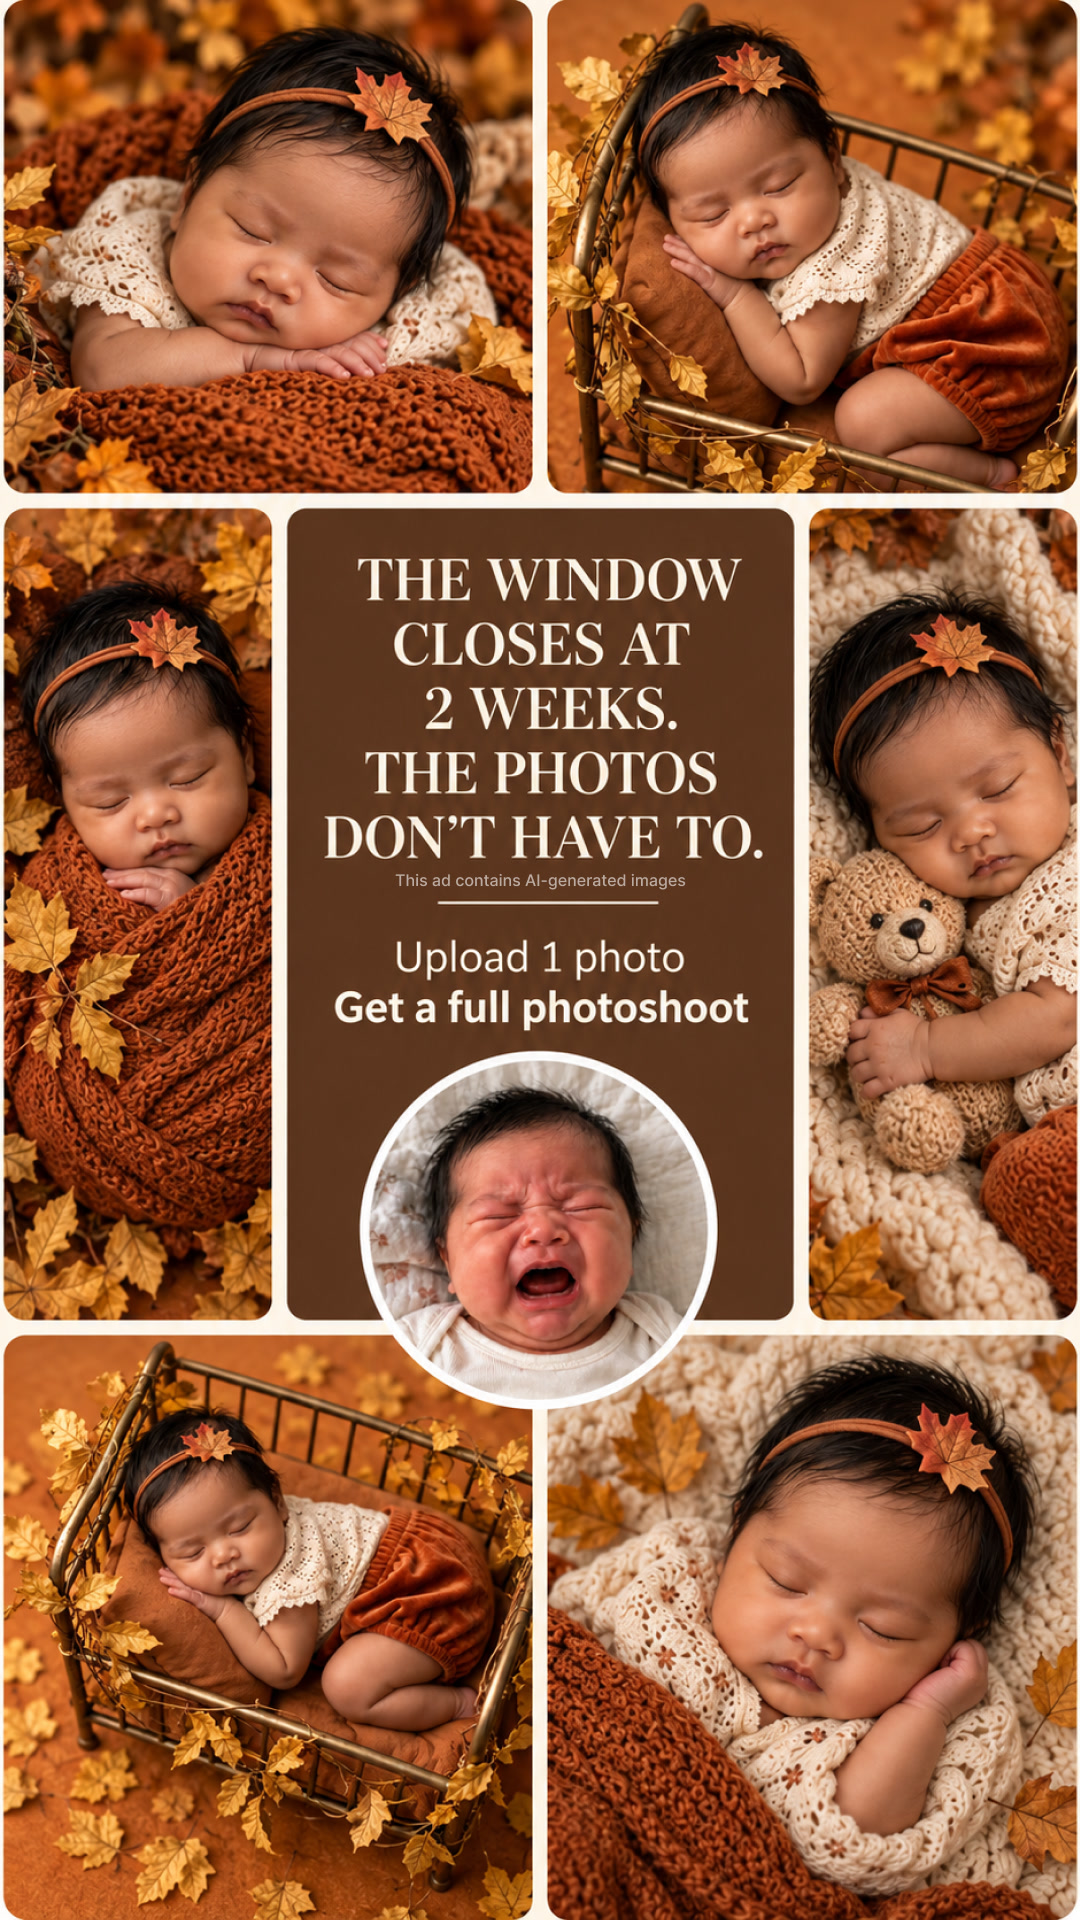 THE WINDOW
CLOSES AT
2 WEEKS.
THE PHOTOS
DON’T HAVE TO.
This ad contains AI-generated images
Upload 1 photo
Get a full photoshoot